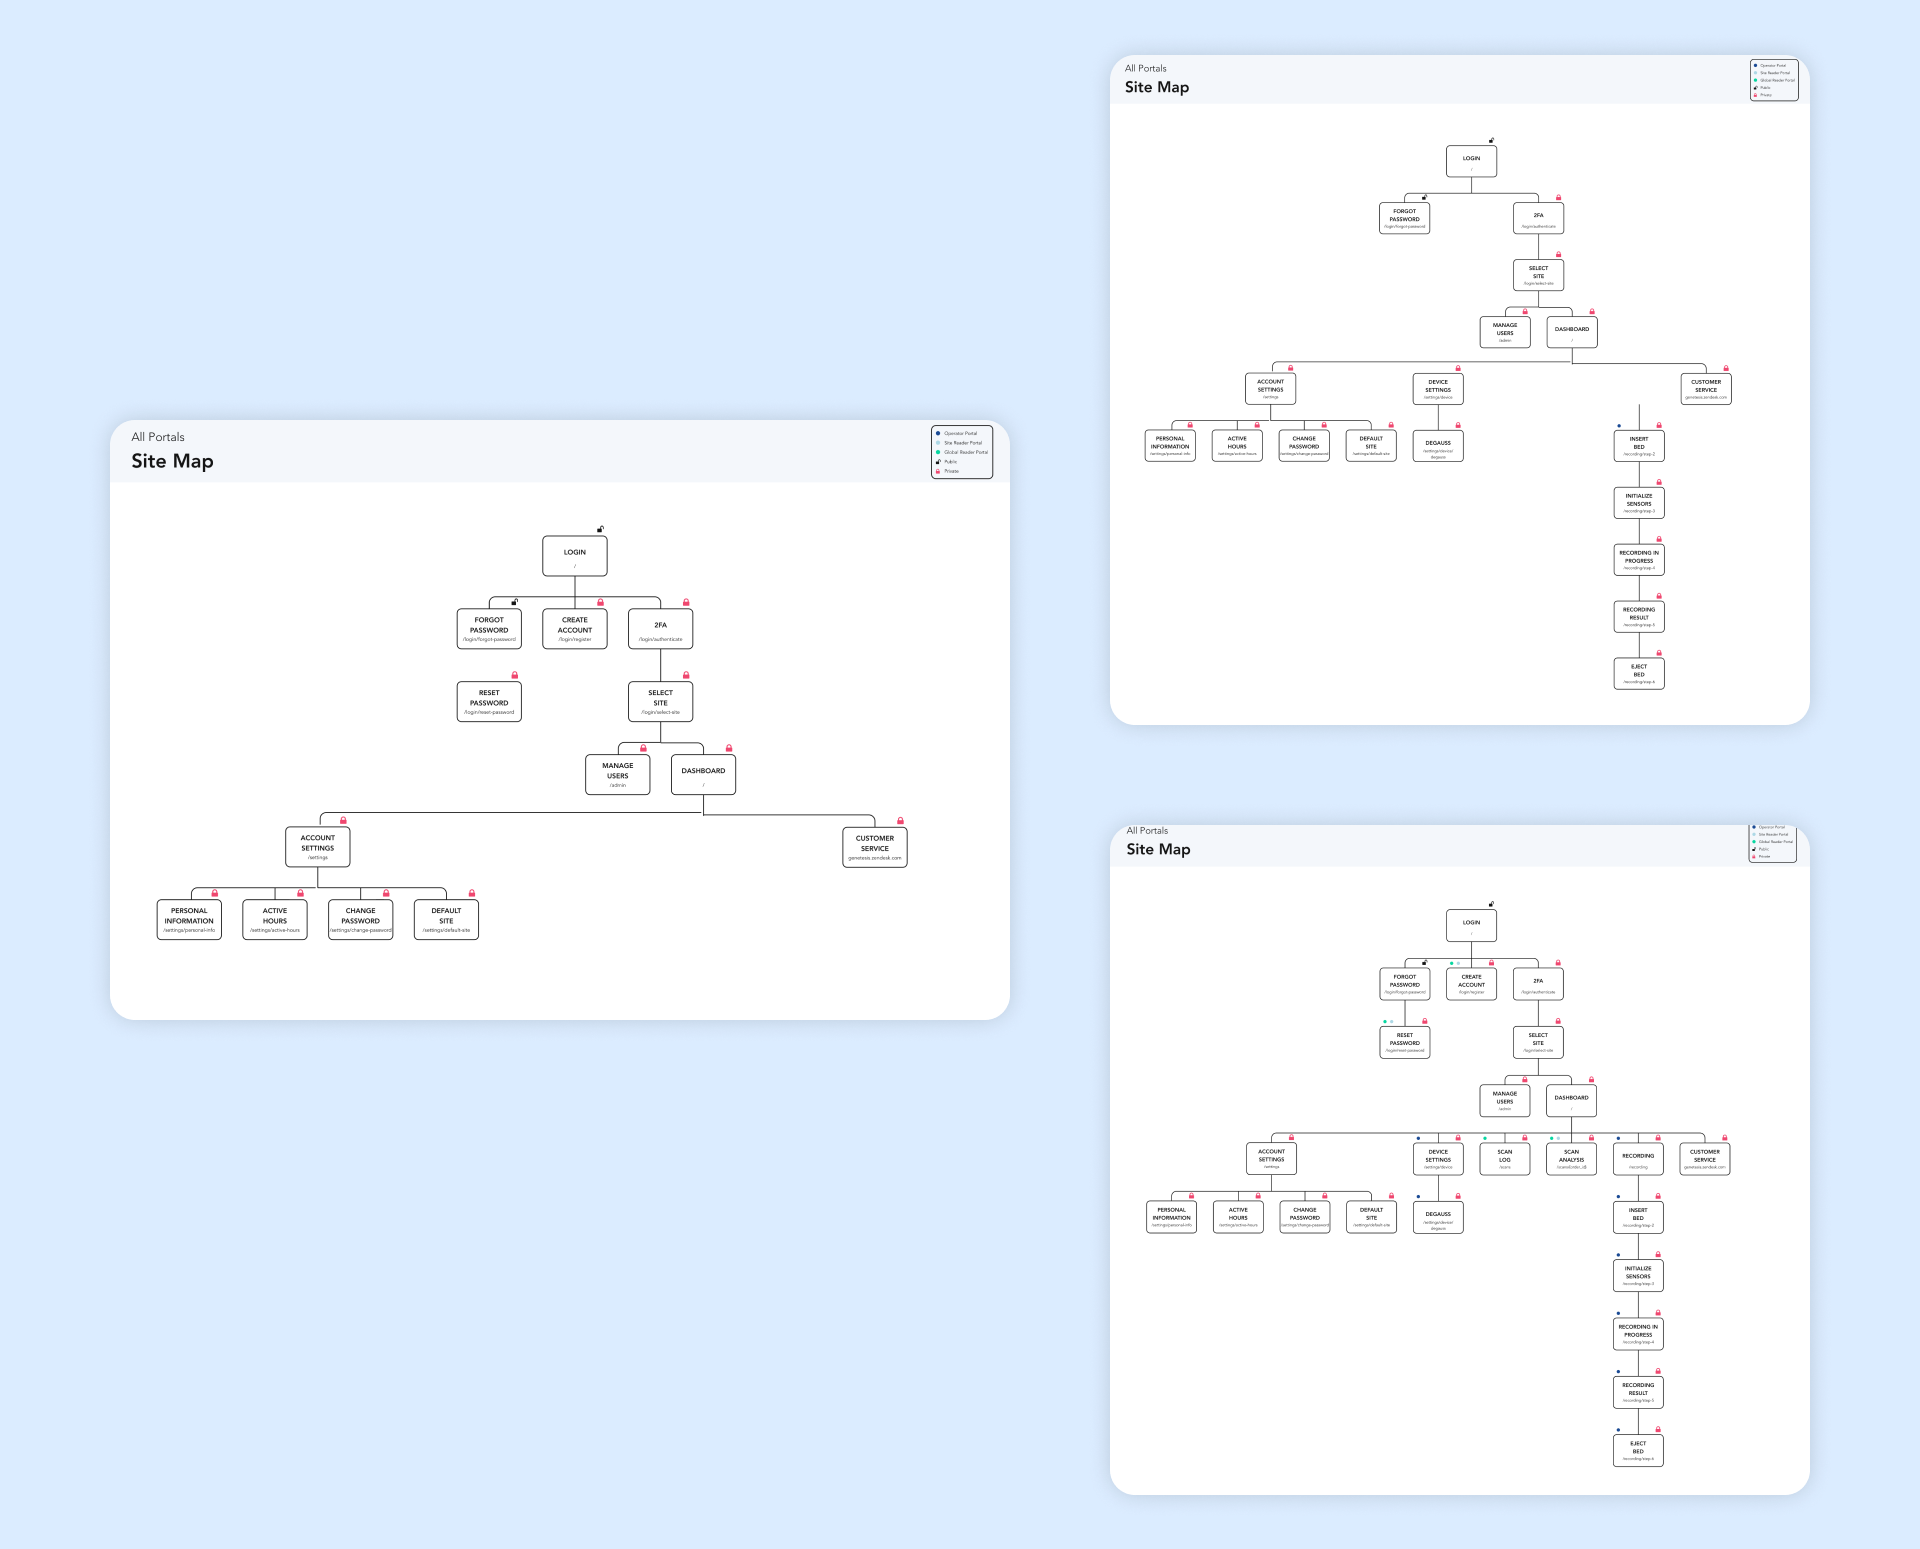 All Portals
Site Map
Operator Portal
Site Reader Portal
Global Reader Portal
Public
Private
LOGIN
/
FORGOT
PASSWORD
/login/forgot-password
CREATE
ACCOUNT
/login/register
2FA
/login/authenticate
RESET
PASSWORD
/login/reset-password
SELECT
SITE
/login/select-site
MANAGE
USERS
/admin
DASHBOARD
/
ACCOUNT
SETTINGS
/settings
CUSTOMER
SERVICE
genetesis.zendesk.com
PERSONAL
INFORMATION
/settings/personal-info
ACTIVE
HOURS
/settings/active-hours
CHANGE
PASSWORD
/settings/change-password
DEFAULT
SITE
/settings/default-site
All Portals
Site Map
Operator Portal
Site Reader Portal
Global Reader Portal
Public
Private
LOGIN
/
FORGOT
PASSWORD
/login/forgot-password
2FA
/login/authenticate
SELECT
SITE
/login/select-site
MANAGE
USERS
/admin
DASHBOARD
/
ACCOUNT
SETTINGS
/settings
DEVICE
SETTINGS
/settings/device
CUSTOMER
SERVICE
genetesis.zendesk.com
PERSONAL
INFORMATION
/settings/personal-info
ACTIVE
HOURS
/settings/active-hours
CHANGE
PASSWORD
/settings/change-password
DEFAULT
SITE
/settings/default-site
DEGAUSS
/settings/device/
degauss
INSERT
BED
/recording/step-2
INITIALIZE
SENSORS
/recording/step-3
RECORDING IN
PROGRESS
/recording/step-4
RECORDING
RESULT
/recording/step-5
EJECT
BED
/recording/step-6
All Portals
Site Map
Operator Portal
Site Reader Portal
Global Reader Portal
Public
Private
LOGIN
/
FORGOT
PASSWORD
/login/forgot-password
CREATE
ACCOUNT
/login/register
2FA
/login/authenticate
RESET
PASSWORD
/login/reset-password
SELECT
SITE
/login/select-site
MANAGE
USERS
/admin
DASHBOARD
/
ACCOUNT
SETTINGS
/settings
DEVICE
SETTINGS
/settings/device
SCAN
LOG
/scans
SCAN
ANALYSIS
RECORDING
/recording
CUSTOMER
SERVICE
genetesis.zendesk.com
PERSONAL
INFORMATION
/settings/personal-info
ACTIVE
HOURS
/settings/active-hours
CHANGE
PASSWORD
/settings/change-password
DEFAULT
SITE
/settings/default-site
DEGAUSS
/settings/device/
degauss
INSERT
BED
/recording/step-2
INITIALIZE
SENSORS
/recording/step-3
RECORDING IN
PROGRESS
/recording/step-4
RECORDING
RESULT
/recording/step-5
EJECT
BED
/recording/step-6